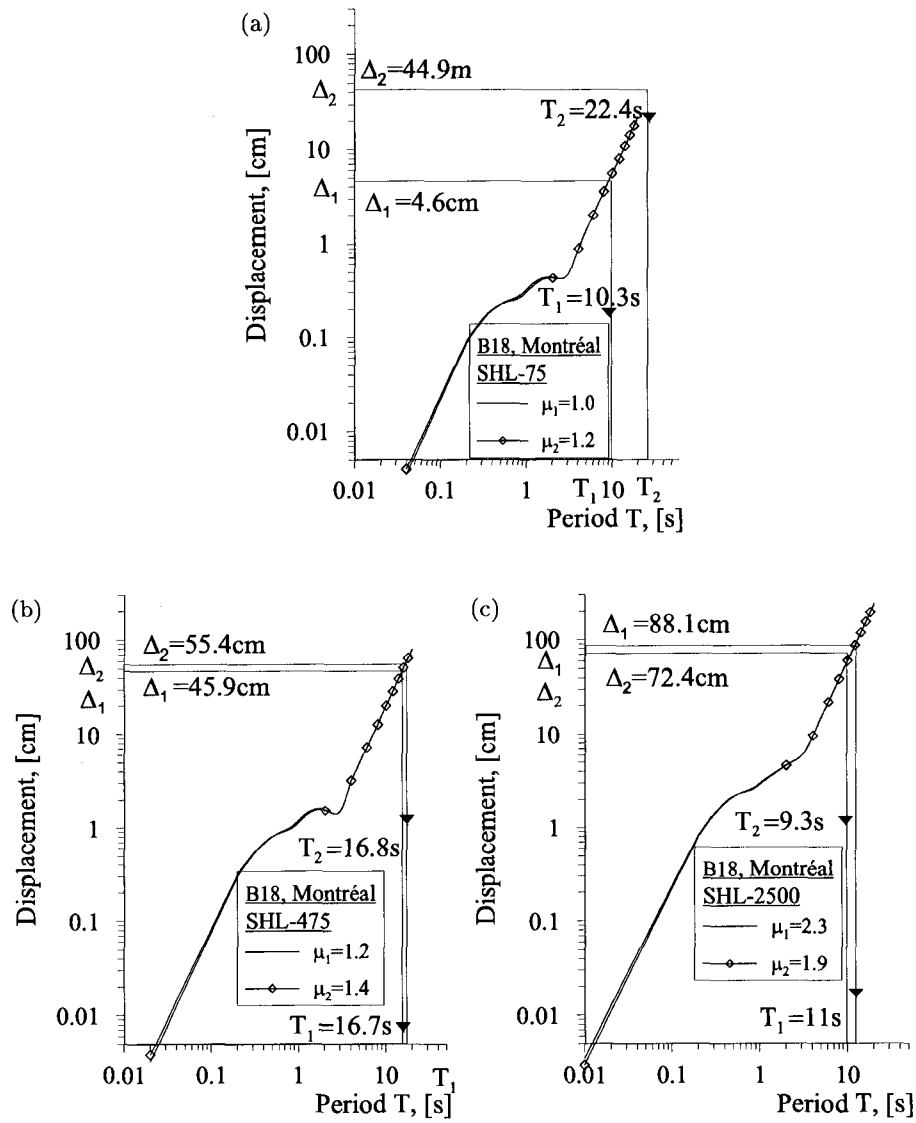 (a)
100
Δ₂=44.9m
Δ₂
T₂=22.4s
10
Δ₁
Δ₁=4.6cm
1
T₁=10.3s
0.1
B18, Montréal
SHL-75
μ₁=1.0
μ₂=1.2
0.01
Displacement, [cm]
0.01 0.1 1 T₁ 10 T₂
Period T, [s]
(b)
100
Δ₂=55.4cm
Δ₂
Δ₁=45.9cm
Δ₁
10
1
T₂=16.8s
0.1
B18, Montréal
SHL-475
μ₁=1.2
μ₂=1.4
0.01
T₁=16.7s
Displacement, [cm]
0.01 0.1 1 10 T₁
Period T, [s]
(c)
Δ₁=88.1cm
100
Δ₁
Δ₂=72.4cm
Δ₂
10
1
T₂=9.3s
0.1
B18, Montréal
SHL-2500
μ₁=2.3
μ₂=1.9
0.01
T₁=11s
Displacement, [cm]
0.01 0.1 1 10
Period T, [s]